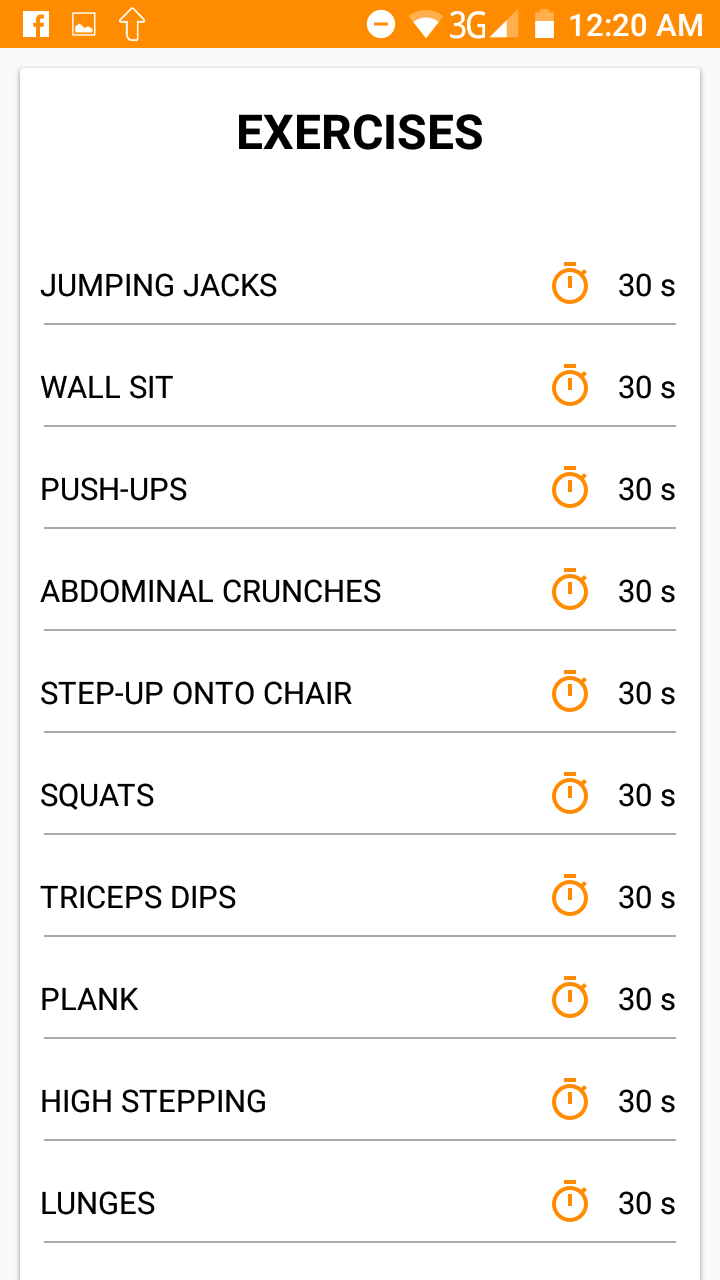 3G 12:20 AM
EXERCISES
JUMPING JACKS 30 s
WALL SIT 30 s
PUSH-UPS 30 s
ABDOMINAL CRUNCHES 30 s
STEP-UP ONTO CHAIR 30 s
SQUATS 30 s
TRICEPS DIPS 30 s
PLANK 30 s
HIGH STEPPING 30 s
LUNGES 30 s